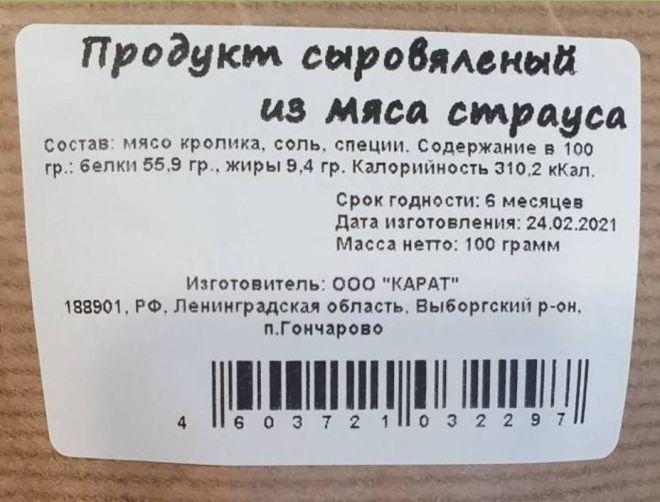 Продукт сыровяленый
из мяса страуса
Состав: мясо кролика, соль, специи. Содержание в 100
гр.: белки 55,9 гр., жиры 9,4 гр. Калорийность 310,2 кКал.
Срок годности: 6 месяцев
Дата изготовления: 24.02.2021
Масса нетто: 100 грамм
Изготовитель: ООО "КАРАТ"
188901, РФ, Ленинградская область, Выборгский р-он,
п.Гончарово
4 603721 032297